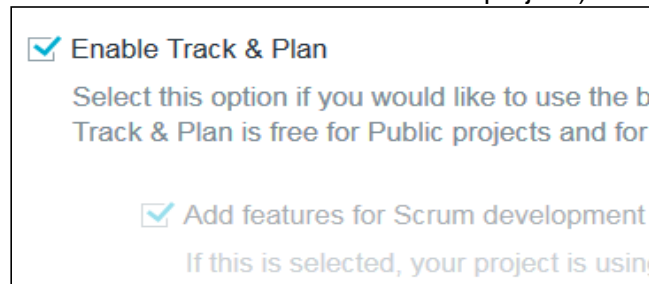 Enable Track & Plan
Select this option if you would like to use the b
Track & Plan is free for Public projects and for
Add features for Scrum development
If this is selected, your project is using